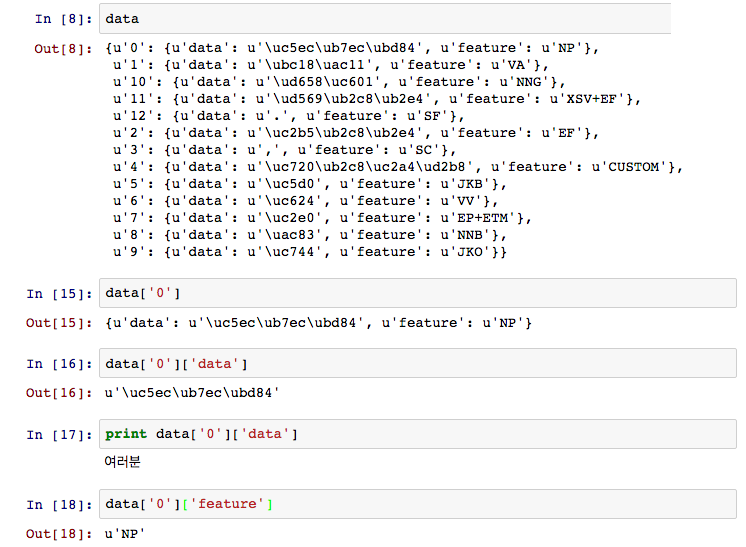 In [8]: data
Out[8]: {u'0': {u'data': u'\uc5ec\ub7ec\ubd84', u'feature': u'NP'},
u'1': {u'data': u'\ubc18\uac11', u'feature': u'VA'},
u'10': {u'data': u'\ud658\uc601', u'feature': u'NNG'},
u'11': {u'data': u'\ud569\ub2c8\ub2e4', u'feature': u'XSV+EF'},
u'12': {u'data': u'.', u'feature': u'SF'},
u'2': {u'data': u'\uc2b5\ub2c8\ub2e4', u'feature': u'EF'},
u'3': {u'data': u',', u'feature': u'SC'},
u'4': {u'data': u'\uc720\ub2c8\uc2a4\ud2b8', u'feature': u'CUSTOM'},
u'5': {u'data': u'\uc5d0', u'feature': u'JKB'},
u'6': {u'data': u'\uc624', u'feature': u'VV'},
u'7': {u'data': u'\uc2e0', u'feature': u'EP+ETM'},
u'8': {u'data': u'\uac83', u'feature': u'NNB'},
u'9': {u'data': u'\uc744', u'feature': u'JKO'}}
In [15]: data['0']
Out[15]: {u'data': u'\uc5ec\ub7ec\ubd84', u'feature': u'NP'}
In [16]: data['0']['data']
Out[16]: u'\uc5ec\ub7ec\ubd84'
In [17]: print data['0']['data']
여러분
In [18]: data['0']['feature']
Out[18]: u'NP'